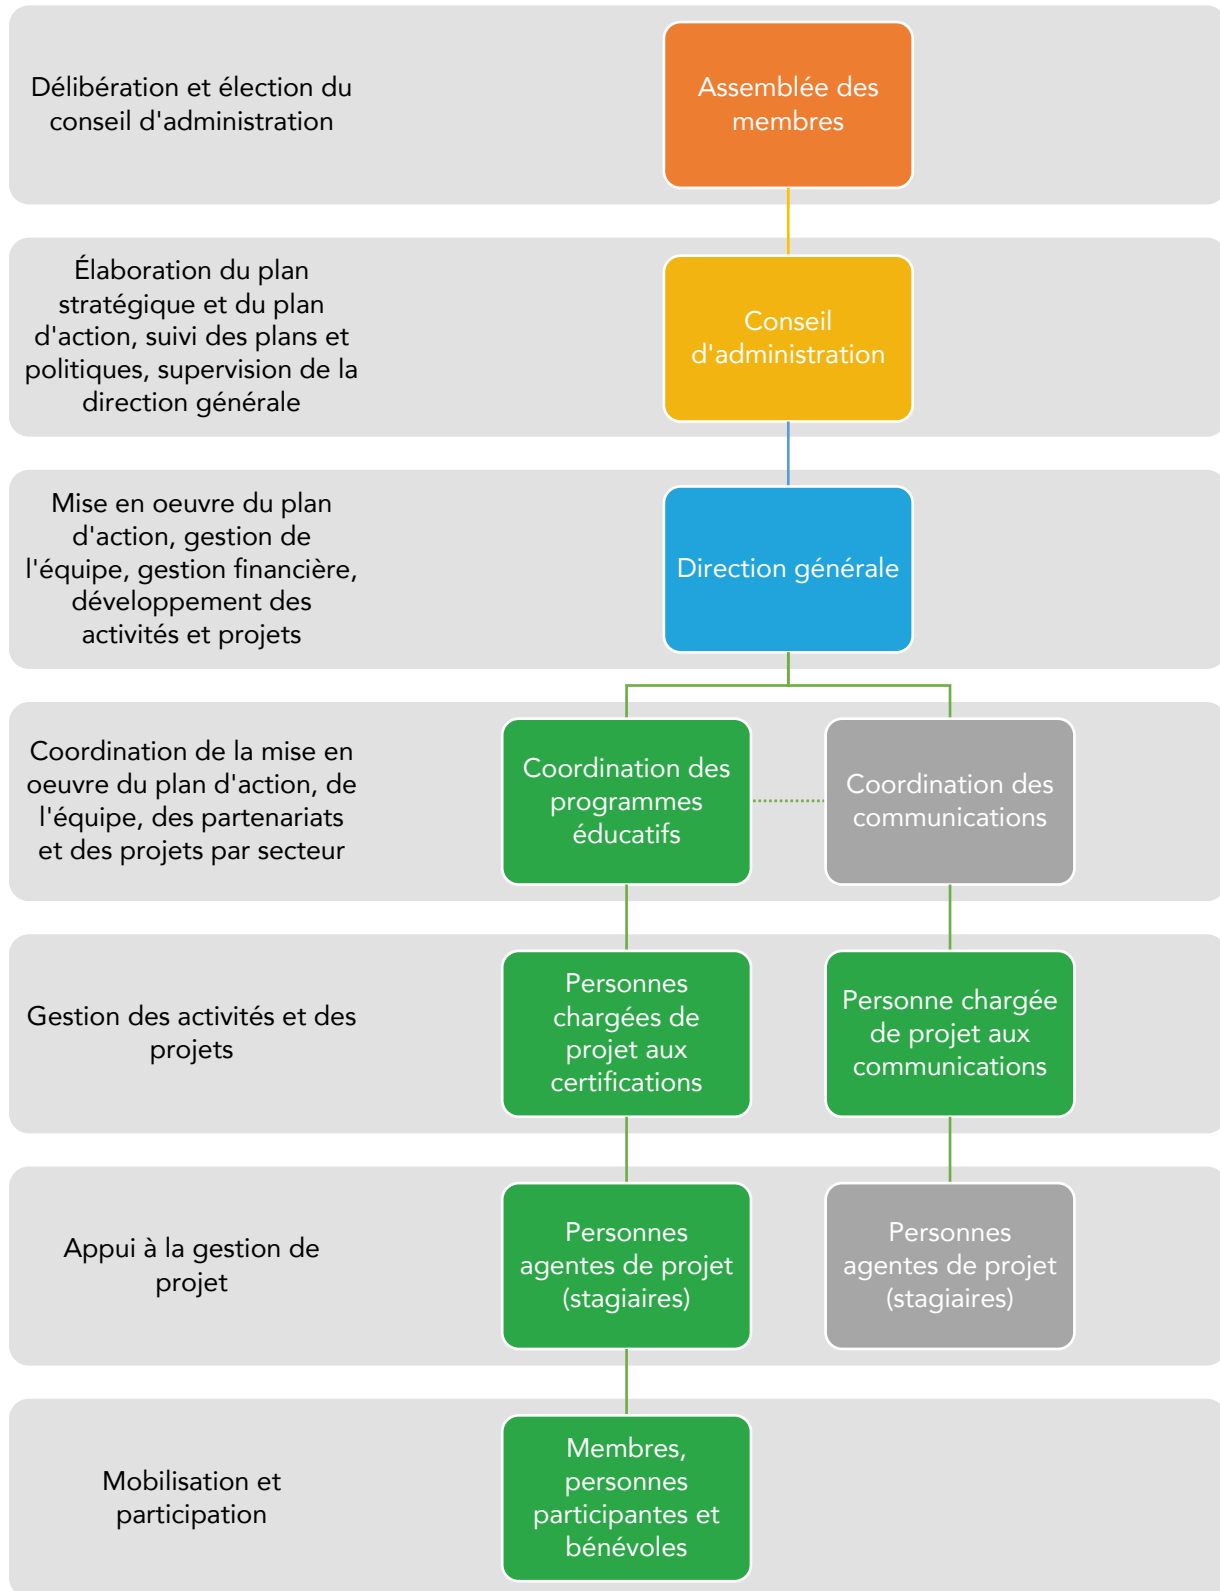 Délibération et élection du
conseil d'administration
Assemblée des
membres
Élaboration du plan
stratégique et du plan
d'action, suivi des plans et
politiques, supervision de la
direction générale
Conseil
d'administration
Mise en oeuvre du plan
d'action, gestion de
l'équipe, gestion financière,
développement des
activités et projets
Direction générale
Coordination de la mise en
oeuvre du plan d'action, de
l'équipe, des partenariats
et des projets par secteur
Coordination des
programmes
éducatifs
Coordination des
communications
Gestion des activités et des
projets
Personnes
chargées de
projet aux
certifications
Personne chargée
de projet aux
communications
Appui à la gestion de
projet
Personnes
agentes de projet
(stagiaires)
Personnes
agentes de projet
(stagiaires)
Mobilisation et
participation
Membres,
personnes
participantes et
bénévoles